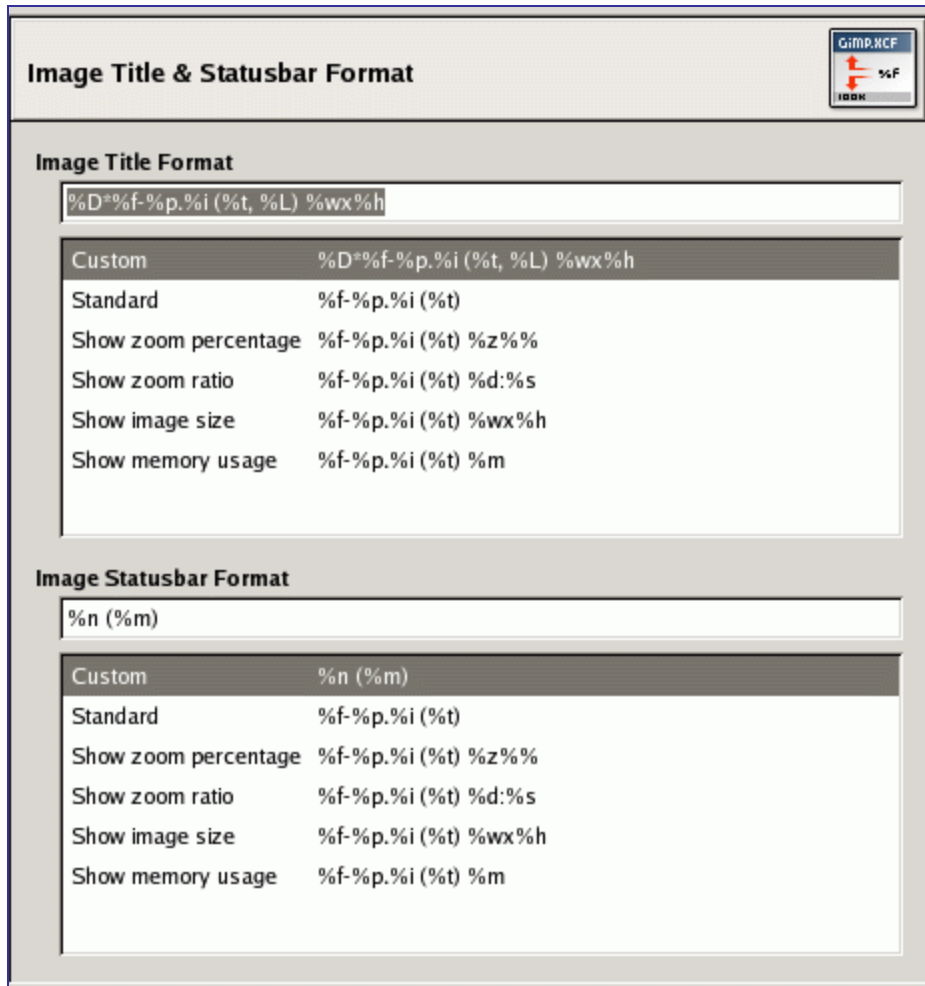 Image Title & Statusbar Format
GIMP.XCF
%f
100K
Image Title Format
%D*%f-%p.%i (%t, %L) %wx%h
Custom %D*%f-%p.%i (%t, %L) %wx%h
Standard %f-%p.%i (%t)
Show zoom percentage %f-%p.%i (%t) %z%%
Show zoom ratio %f-%p.%i (%t) %d:%s
Show image size %f-%p.%i (%t) %wx%h
Show memory usage %f-%p.%i (%t) %m
Image Statusbar Format
%n (%m)
Custom %n (%m)
Standard %f-%p.%i (%t)
Show zoom percentage %f-%p.%i (%t) %z%%
Show zoom ratio %f-%p.%i (%t) %d:%s
Show image size %f-%p.%i (%t) %wx%h
Show memory usage %f-%p.%i (%t) %m